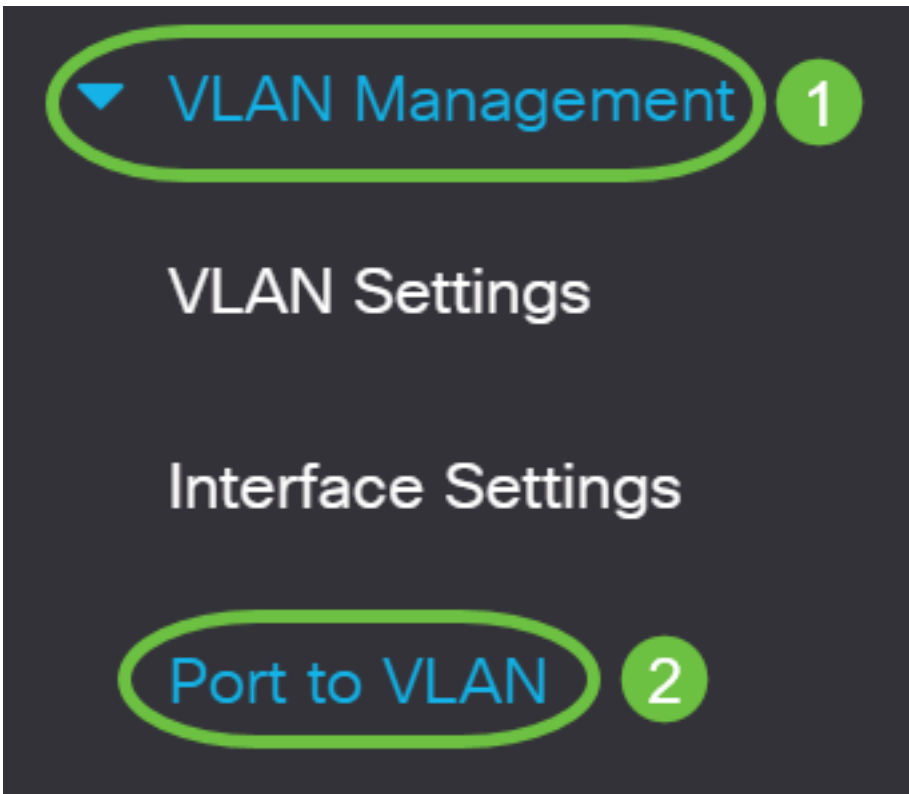 VLAN Management 1
VLAN Settings
Interface Settings
Port to VLAN 2